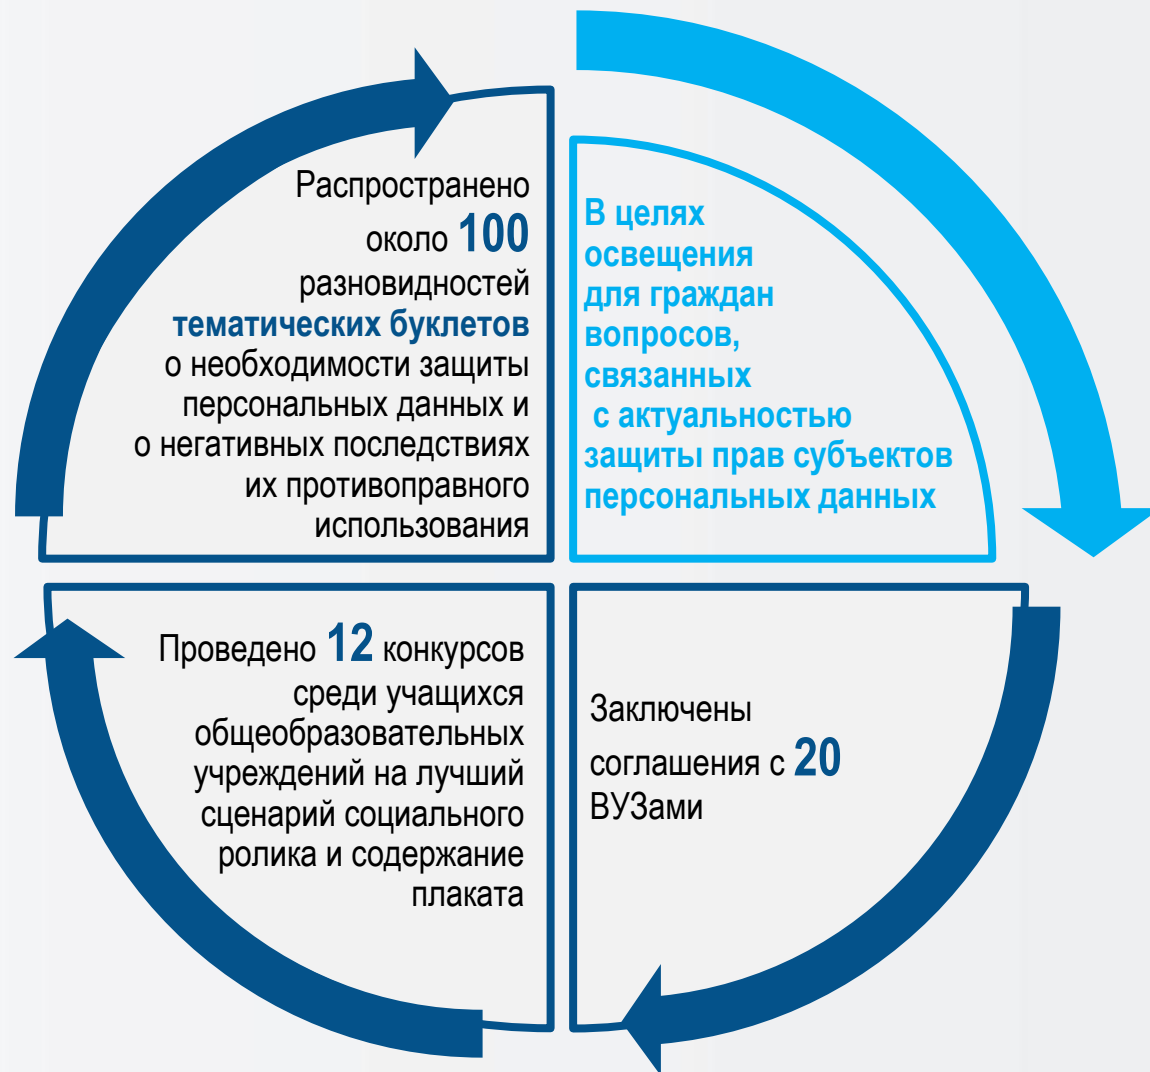 Распространено
около 100
разновидностей
тематических буклетов
о необходимости защиты
персональных данных и
о негативных последствиях
их противоправного
использования
В целях
освещения
для граждан
вопросов,
связанных
с актуальностью
защиты прав субъектов
персональных данных
Проведено 12 конкурсов
среди учащихся
общеобразовательных
учреждений на лучший
сценарий социального
ролика и содержание
плаката
Заключены
соглашения с 20
ВУЗами